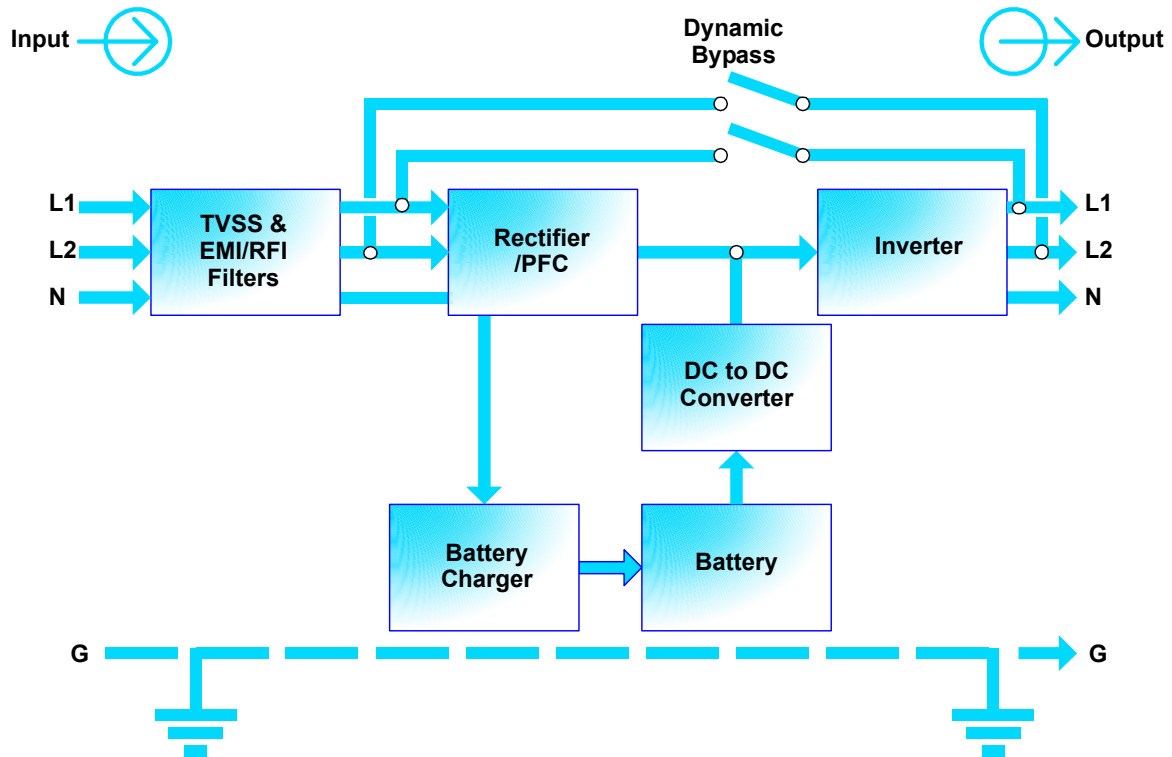 Input
Dynamic
Bypass
Output
L1
L2
N
TVSS &
EMI/RFI
Filters
Rectifier
/PFC
Inverter
L1
L2
N
DC to DC
Converter
Battery
Charger
Battery
G
G